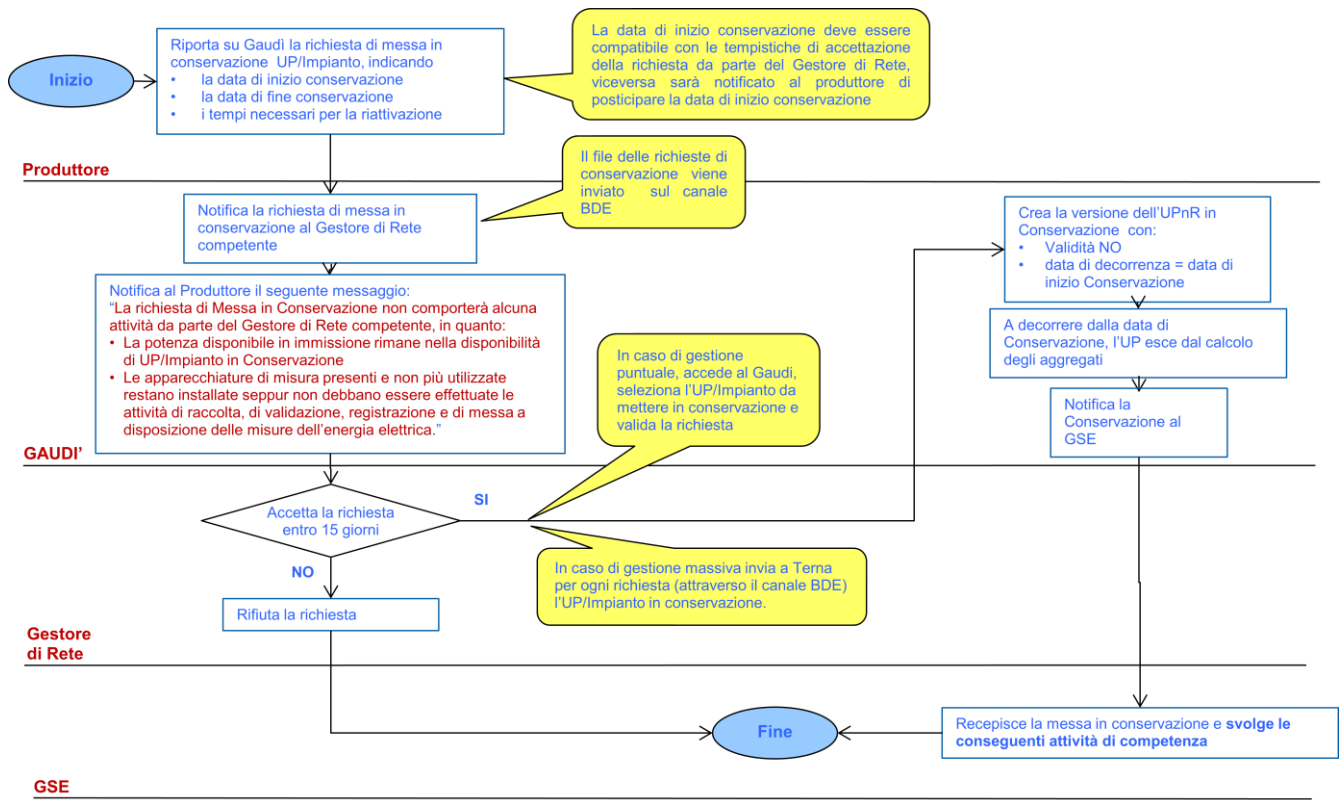 Inizio
Riporta su Gaudì la richiesta di messa in
conservazione UP/Impianto, indicando
• la data di inizio conservazione
• la data di fine conservazione
• i tempi necessari per la riattivazione
La data di inizio conservazione deve essere
compatibile con le tempistiche di accettazione
della richiesta da parte del Gestore di Rete,
viceversa sarà notificato al produttore di
posticipare la data di inizio conservazione
Produttore
Il file delle richieste di
conservazione viene
inviato sul canale
BDE
Notifica la richiesta di messa in
conservazione al Gestore di Rete
competente
Notifica al Produttore il seguente messaggio:
“La richiesta di Messa in Conservazione non comporterà alcuna
attività da parte del Gestore di Rete competente, in quanto:
• La potenza disponibile in immissione rimane nella disponibilità
di UP/Impianto in Conservazione
• Le apparecchiature di misura presenti e non più utilizzate
restano installate seppur non debbano essere effettuate le
attività di raccolta, di validazione, registrazione e di messa a
disposizione delle misure dell’energia elettrica.”
Crea la versione dell’UPnR in
Conservazione con:
• Validità NO
• data di decorrenza = data di
inizio Conservazione
A decorrere dalla data di
Conservazione, l’UP esce dal calcolo
degli aggregati
Notifica la
Conservazione al
GSE
In caso di gestione
puntuale, accede al Gaudi,
seleziona l’UP/Impianto da
mettere in conservazione e
valida la richiesta
GAUDI’
Accetta la richiesta
entro 15 giorni
SI
NO
In caso di gestione massiva invia a Terna
per ogni richiesta (attraverso il canale BDE)
l’UP/Impianto in conservazione.
Rifiuta la richiesta
Gestore
di Rete
Fine
Recepisce la messa in conservazione e svolge le
conseguenti attività di competenza
GSE